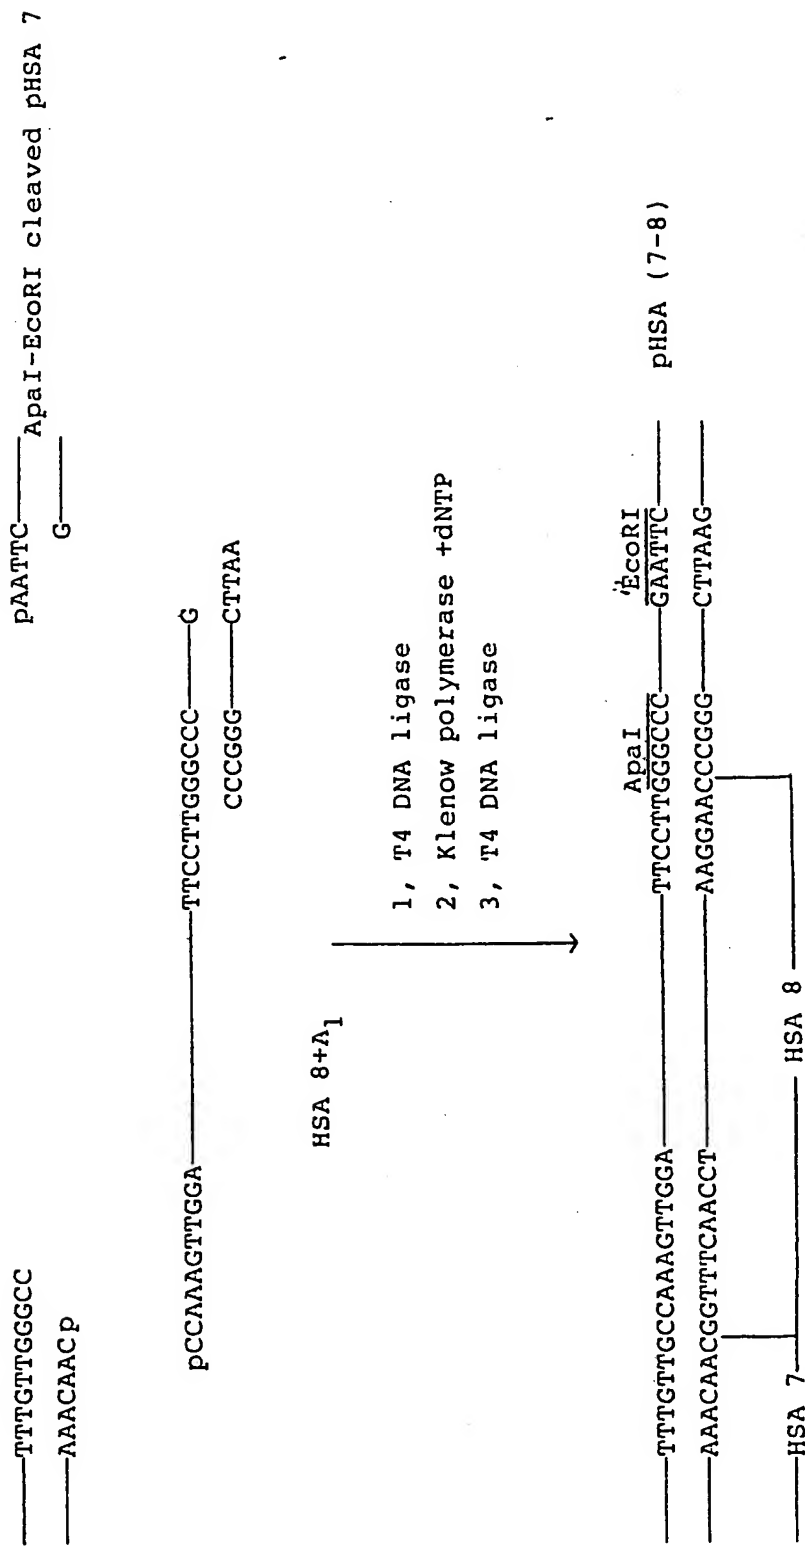 TTTGTTGGGCC pAATTC
ApaI-EcoRI cleaved pHSA 7
AAACAACp G
pCCAAAGTTGGA TTCCTTGGGCCC G
CCCGGG CTTAA
HSA 8+A1
1, T4 DNA ligase
2, Klenow polymerase +dNTP
3, T4 DNA ligase
ApaI EcoRI
TTTGTTGCCAAAGTTGGA TTCCTTGGGCCC GAATTC
pHSA (7-8)
AAACAACGGTTTCAACCT AAGGAACCCGGG CTTAAG
HSA 7 HSA 8